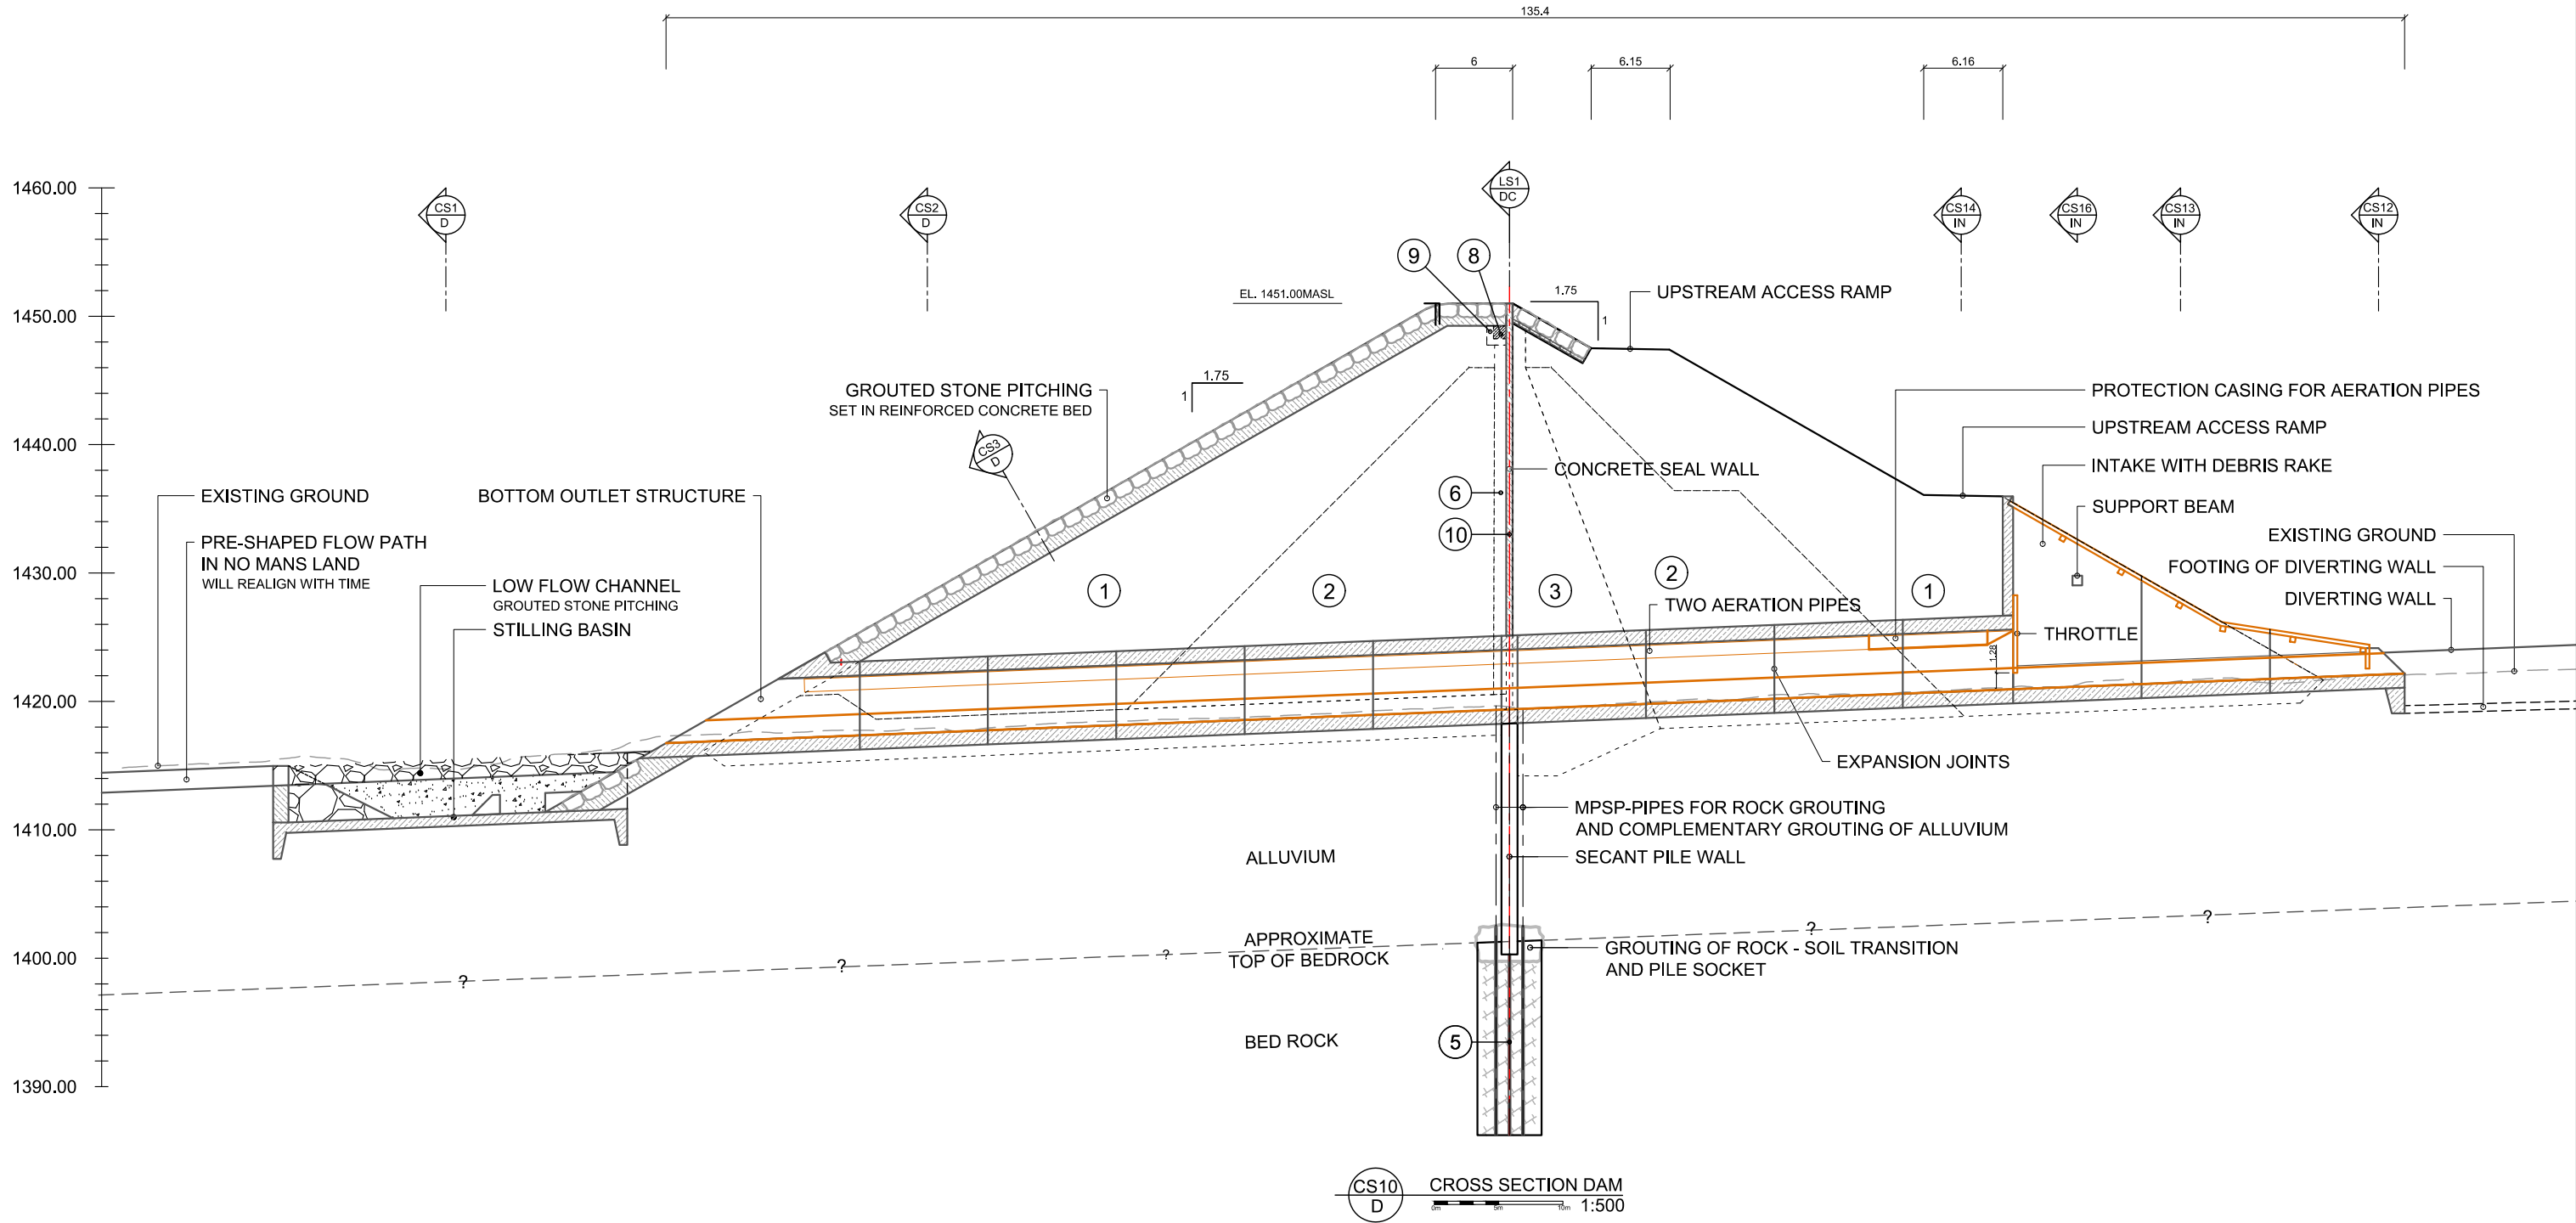 135.4
6
6.15
6.16
1460.00
1450.00
1440.00
1430.00
1420.00
1410.00
1400.00
1390.00
CS1
D
CS2
D
LS1
DC
CS14
IN
CS16
IN
CS13
IN
CS12
IN
9
8
EL. 1451.00MASL
1.75
1
UPSTREAM ACCESS RAMP
1.75
1
GROUTED STONE PITCHING
SET IN REINFORCED CONCRETE BED
CS3
D
PROTECTION CASING FOR AERATION PIPES
UPSTREAM ACCESS RAMP
INTAKE WITH DEBRIS RAKE
SUPPORT BEAM
CONCRETE SEAL WALL
6
10
EXISTING GROUND
BOTTOM OUTLET STRUCTURE
PRE-SHAPED FLOW PATH
IN NO MANS LAND
WILL REALIGN WITH TIME
LOW FLOW CHANNEL
GROUTED STONE PITCHING
STILLING BASIN
EXISTING GROUND
FOOTING OF DIVERTING WALL
DIVERTING WALL
1
2
3
2
1
TWO AERATION PIPES
THROTTLE
1.28
EXPANSION JOINTS
MPSP-PIPES FOR ROCK GROUTING
AND COMPLEMENTARY GROUTING OF ALLUVIUM
ALLUVIUM
SECANT PILE WALL
APPROXIMATE
TOP OF BEDROCK
?
?
?
?
?
GROUTING OF ROCK - SOIL TRANSITION
AND PILE SOCKET
BED ROCK
5
CS10
D
CROSS SECTION DAM
0m 5m 10m 1:500